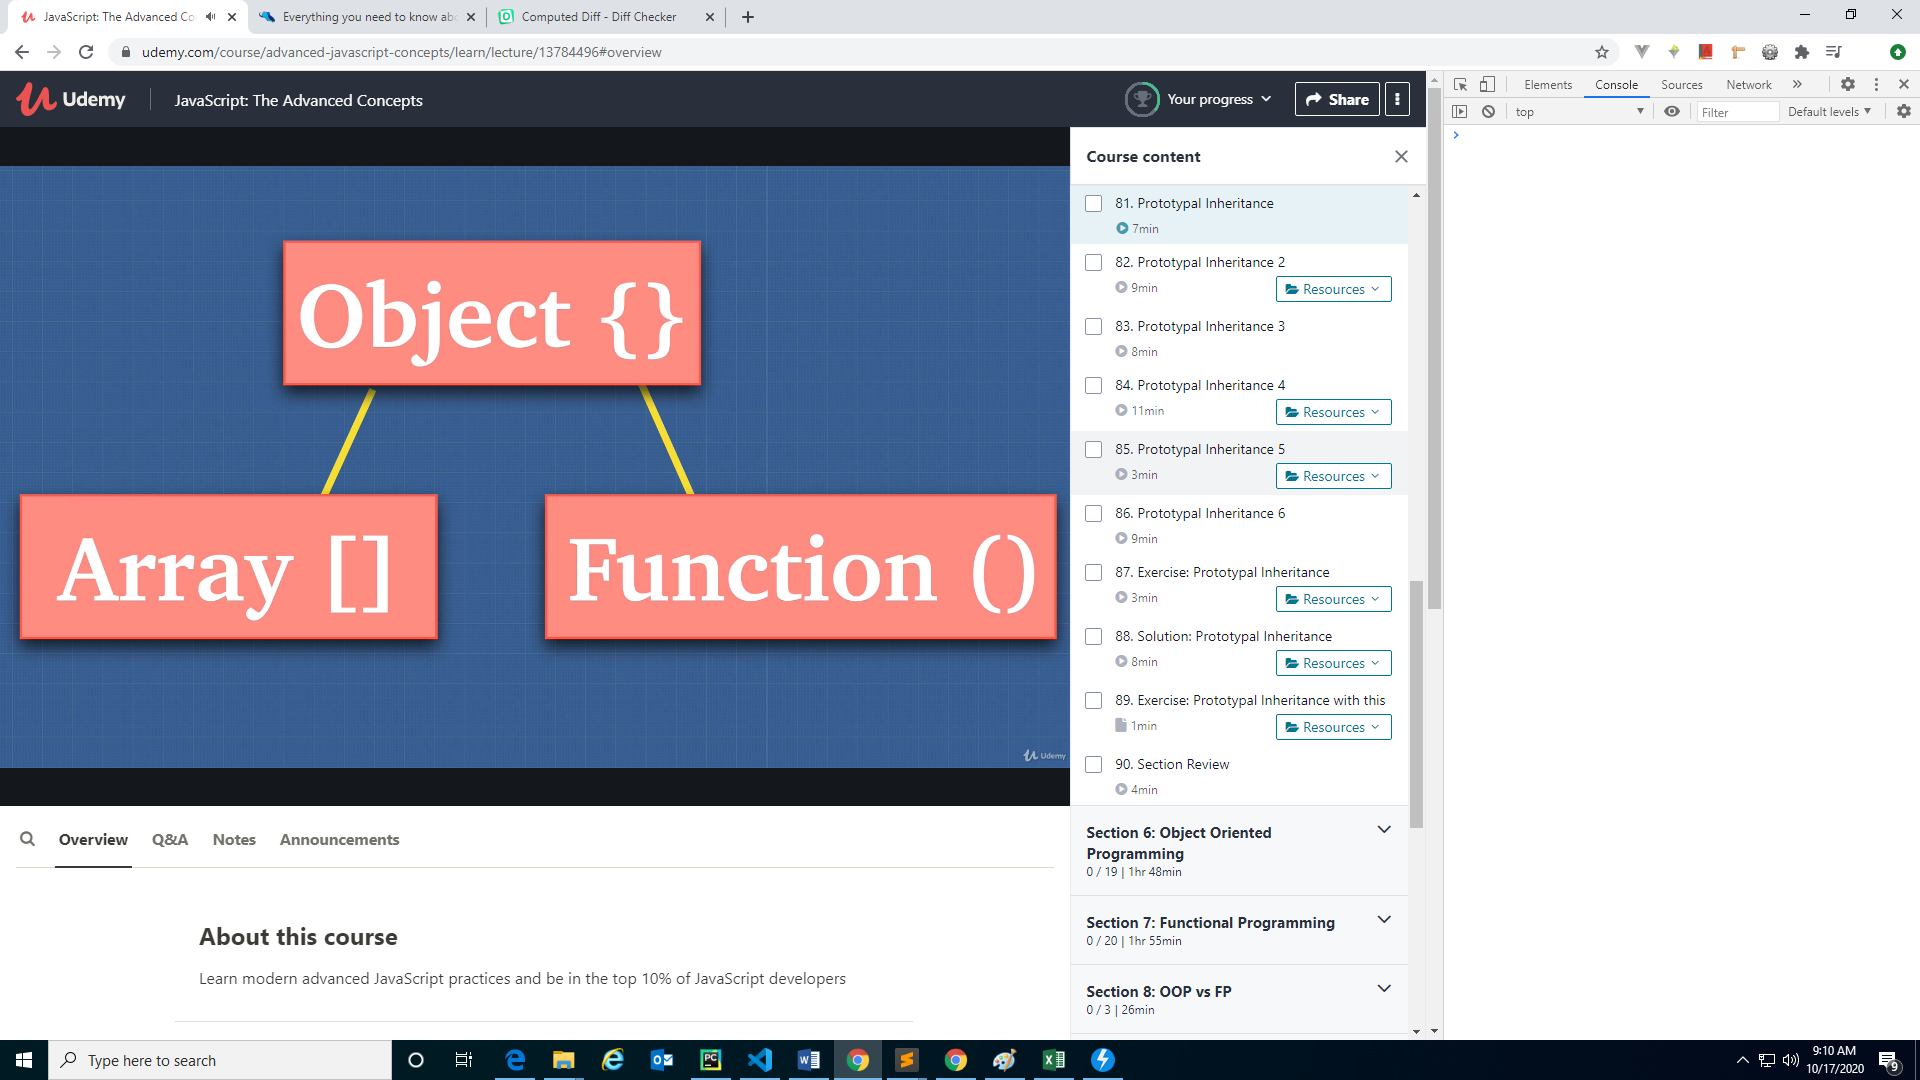 JavaScript: The Advanced Co
Everything you need to know abo
Computed Diff - Diff Checker
udemy.com/course/advanced-javascript-concepts/learn/lecture/13784496#overview
Udemy
JavaScript: The Advanced Concepts
Your progress
Share
Elements
Console
Sources
Network
top
Filter
Default levels
Object {}
Array []
Function ()
Udemy
Course content
81. Prototypal Inheritance
7min
82. Prototypal Inheritance 2
9min
Resources
83. Prototypal Inheritance 3
8min
84. Prototypal Inheritance 4
11min
Resources
85. Prototypal Inheritance 5
3min
Resources
86. Prototypal Inheritance 6
9min
87. Exercise: Prototypal Inheritance
3min
Resources
88. Solution: Prototypal Inheritance
8min
Resources
89. Exercise: Prototypal Inheritance with this
1min
Resources
90. Section Review
4min
Section 6: Object Oriented
Programming
0 / 19 | 1hr 48min
Section 7: Functional Programming
0 / 20 | 1hr 55min
Section 8: OOP vs FP
0 / 3 | 26min
Overview
Q&A
Notes
Announcements
About this course
Learn modern advanced JavaScript practices and be in the top 10% of JavaScript developers
Type here to search
9:10 AM
10/17/2020
9